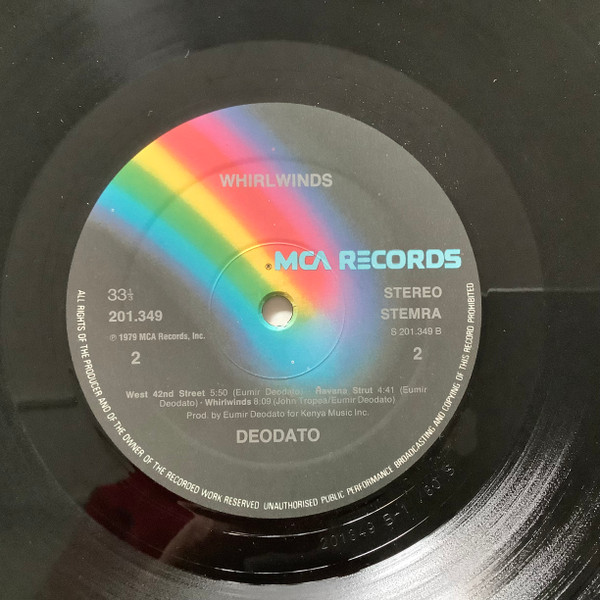 WHIRLWINDS
MCA RECORDS
33⅓ STEREO
201.349 STEMRA
℗ 1979 MCA Records, Inc. S 201.349 B
2 2
West 42nd Street 5:50 (Eumir Deodato) · Havana Strut 4:41 (Eumir
Deodato) · Whirlwinds 8:09 (John Tropea/Eumir Deodato)
Prod. by Eumir Deodato for Kenya Music Inc.
DEODATO
ALL RIGHTS OF THE PRODUCER AND OF THE OWNER OF THE RECORDED WORK RESERVED UNAUTHORISED PUBLIC PERFORMANCE BROADCASTING AND COPYING OF THIS RECORD PROHIBITED